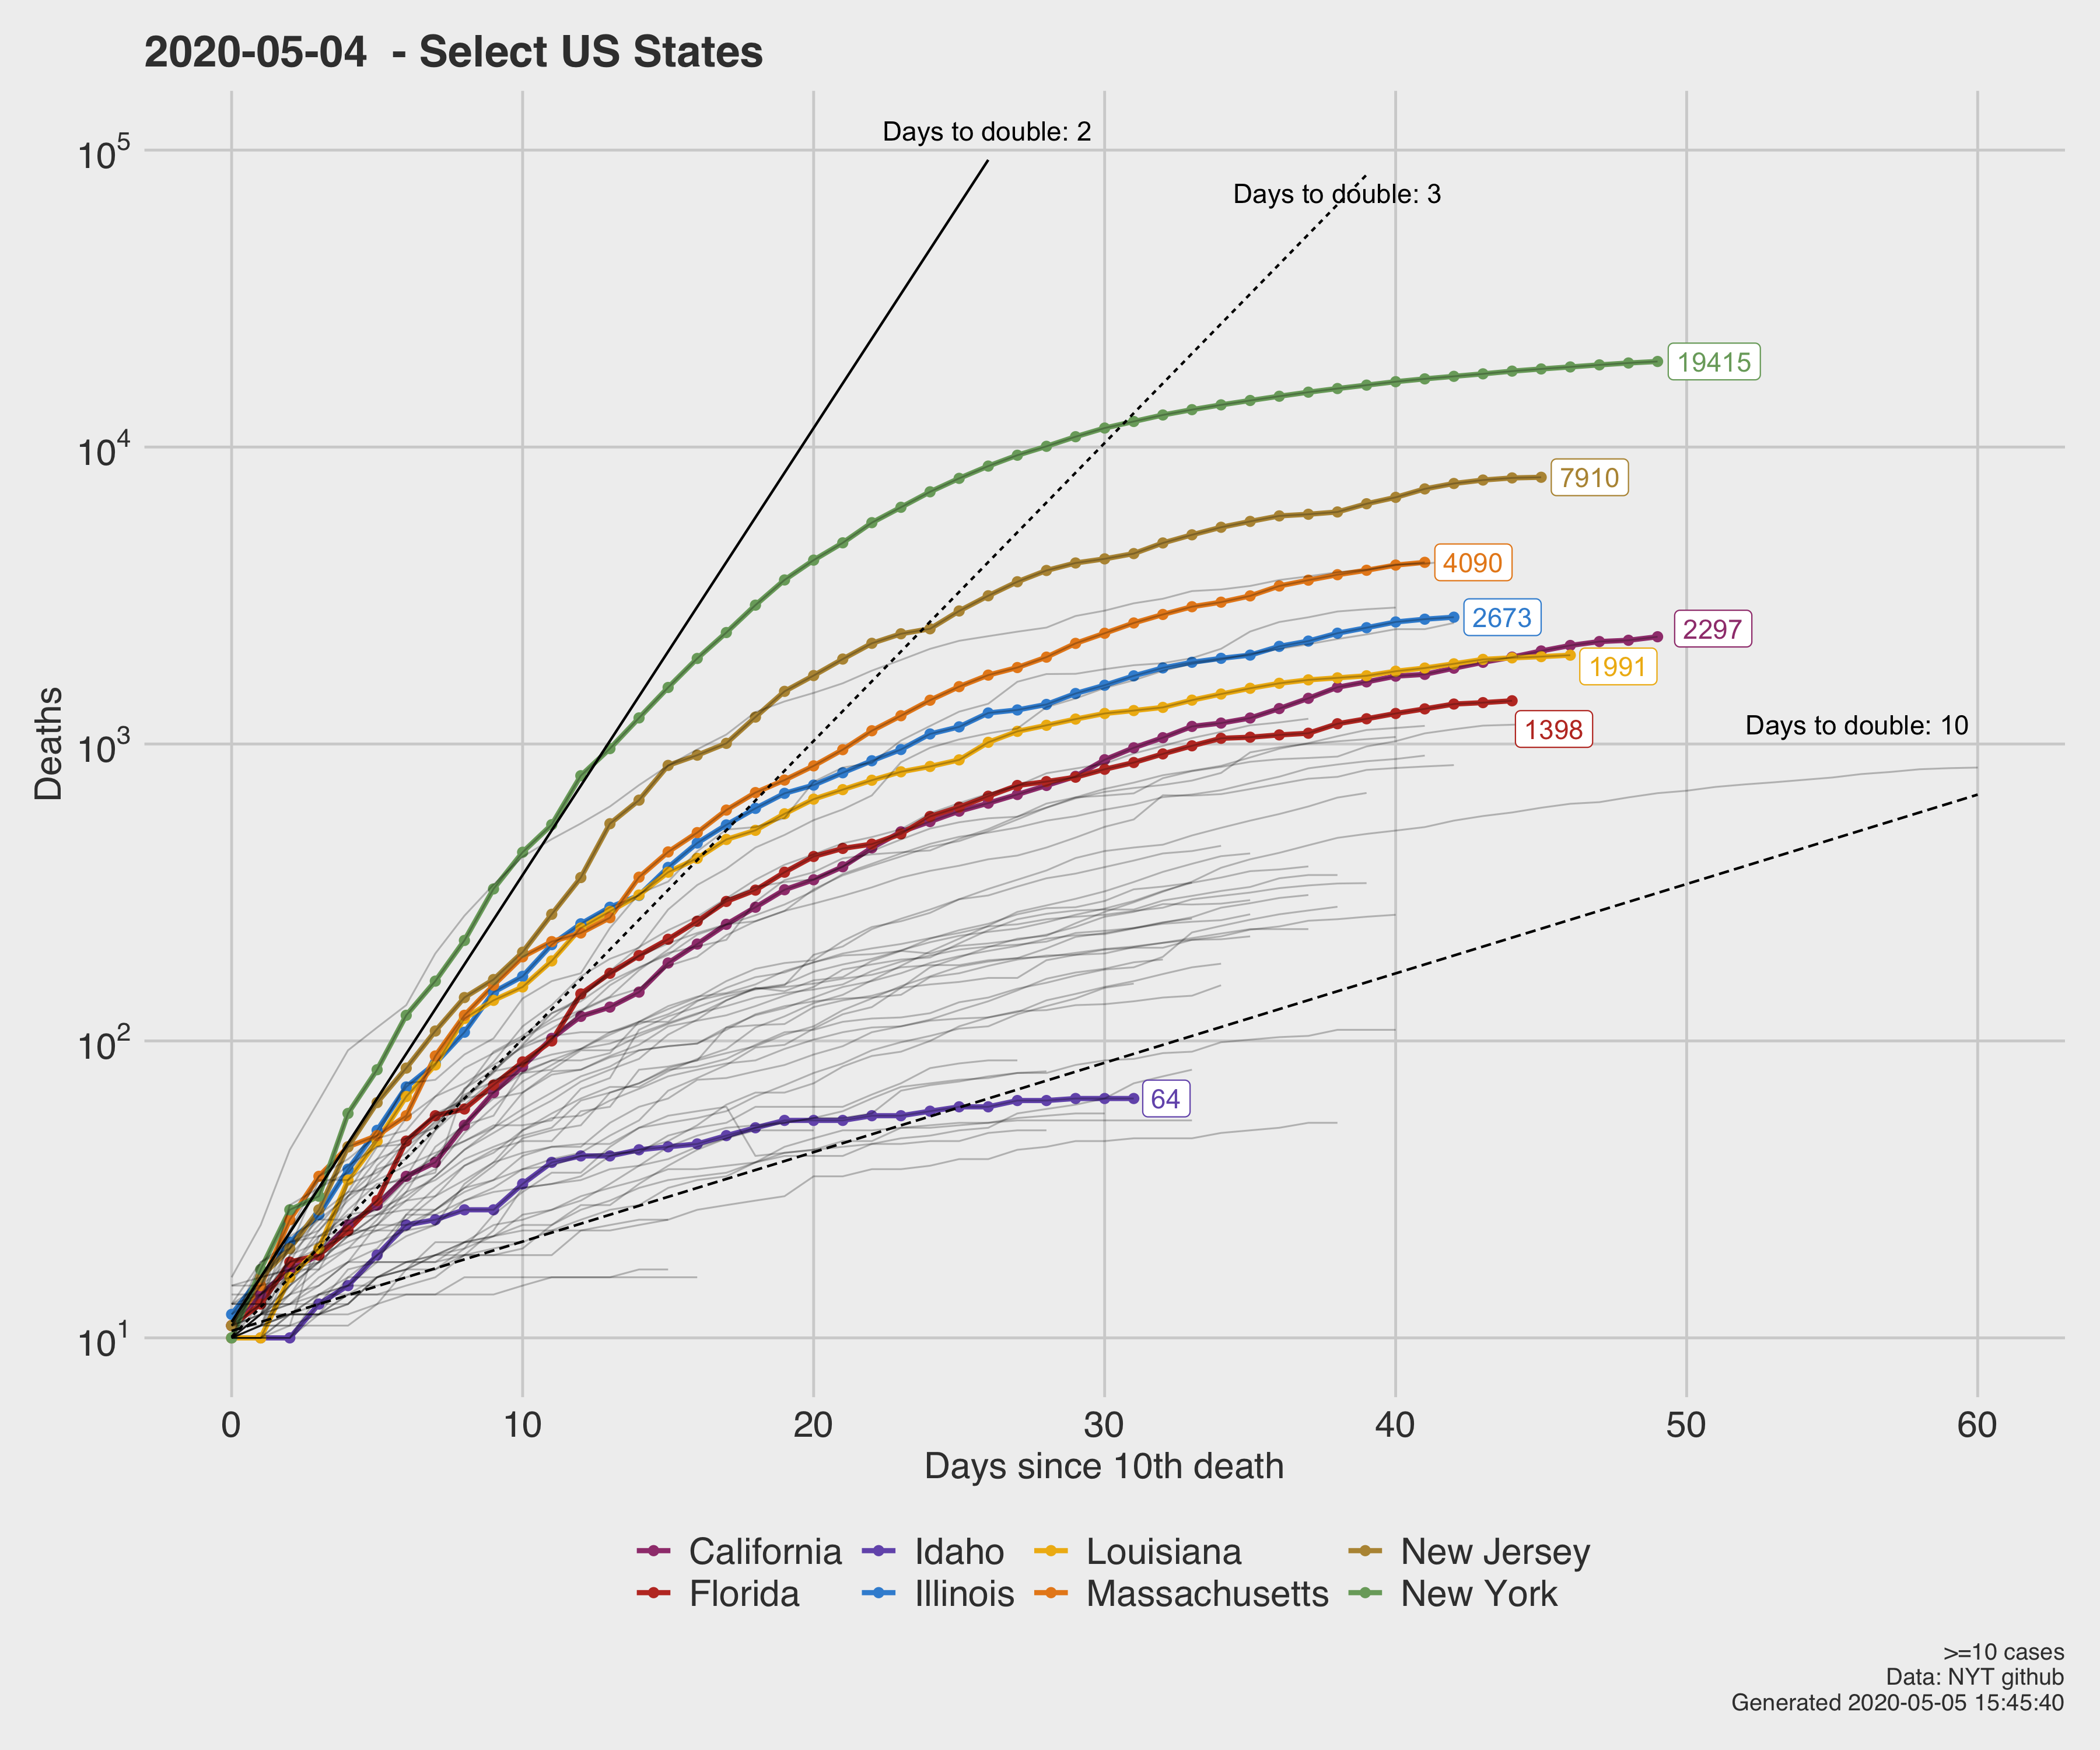 2020-05-04 - Select US States
Days to double: 2
Days to double: 3
Days to double: 10
10^5
10^4
10^3
10^2
10^1
Deaths
19415
7910
4090
2673
2297
1991
1398
64
0 10 20 30 40 50 60
Days since 10th death
California Idaho Louisiana New Jersey
Florida Illinois Massachusetts New York
>=10 cases
Data: NYT github
Generated 2020-05-05 15:45:40